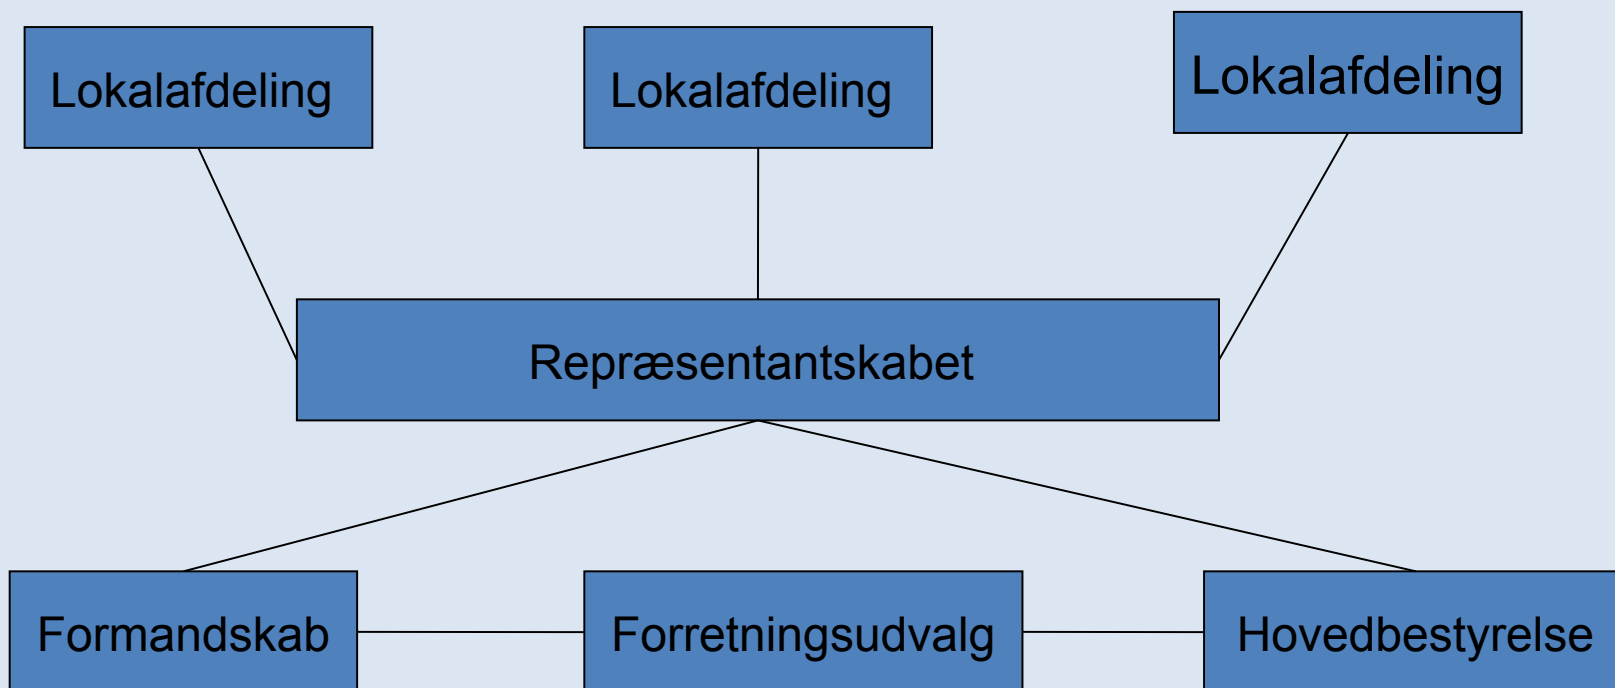 Lokalafdeling
Lokalafdeling
Lokalafdeling
Repræsentantskabet
Formandskab
Forretningsudvalg
Hovedbestyrelse